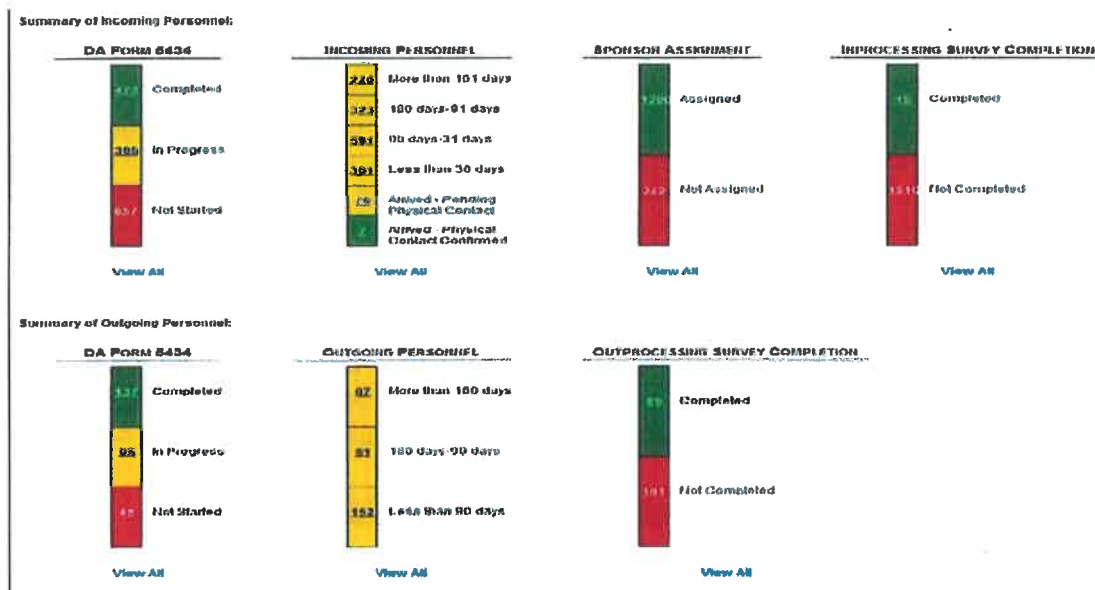 Summary of Incoming Personnel:
DA FORM 5434
Completed
395
In Progress
657
Not Started
View All
INCOMING PERSONNEL
More than 181 days
323
180 days-91 days
591
90 days-31 days
391
Less than 30 days
Arrived - Pending
Physical Contact
Arrived - Physical
Contact Confirmed
View All
SPONSOR ASSIGNMENT
Assigned
Not Assigned
View All
INPROCESSING SURVEY COMPLETION
Completed
Not Completed
View All
Summary of Outgoing Personnel:
DA FORM 5434
137
Completed
In Progress
Not Started
View All
OUTGOING PERSONNEL
More than 180 days
180 days-90 days
152
Less than 90 days
View All
OUTPROCESSING SURVEY COMPLETION
Completed
Not Completed
View All